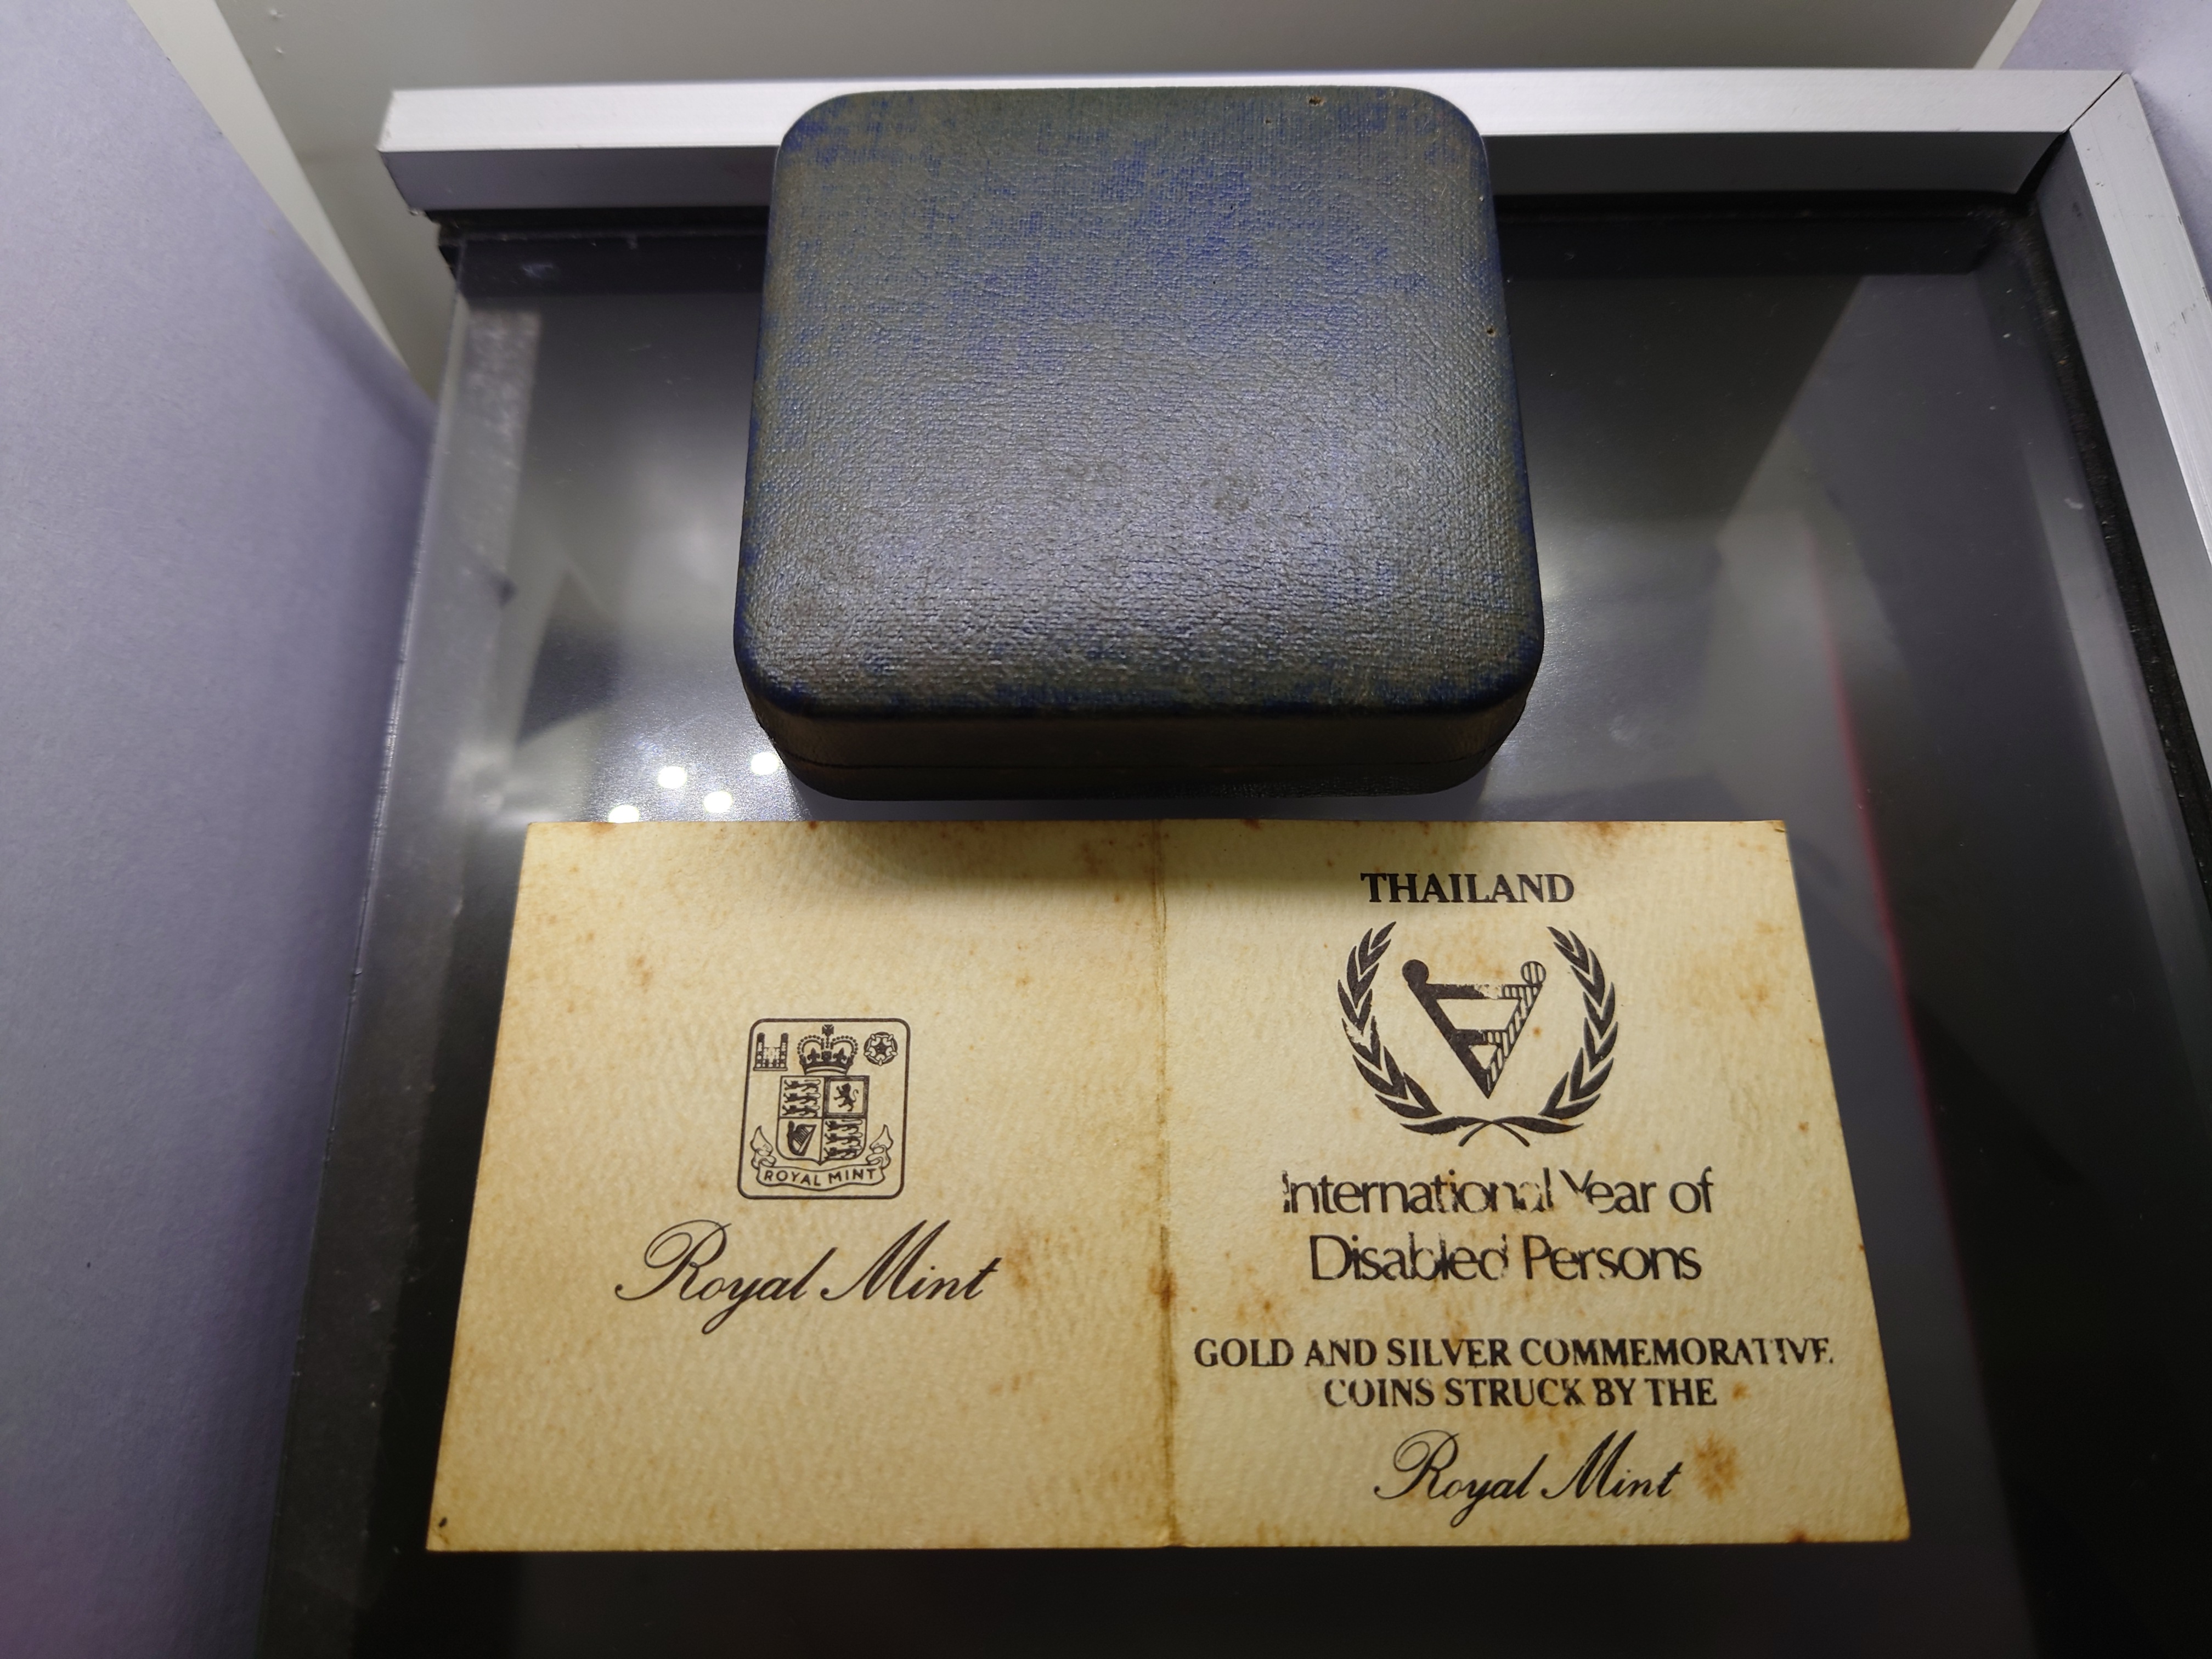 ROYAL MINT
Royal Mint
THAILAND
International Year of
Disabled Persons
GOLD AND SILVER COMMEMORATIVE
COINS STRUCK BY THE
Royal Mint